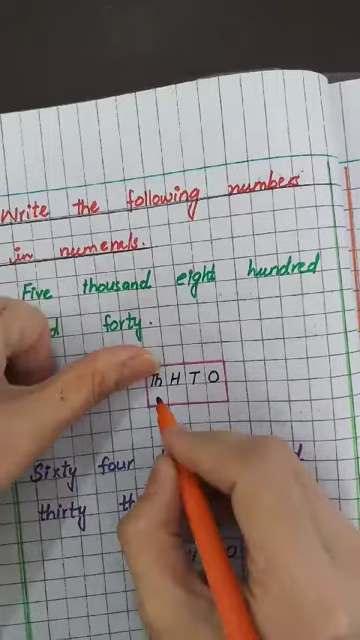 Write the following numbers
in numerals.
Five thousand eight hundred
forty.
Th H T O
Sixty four
thirty
O